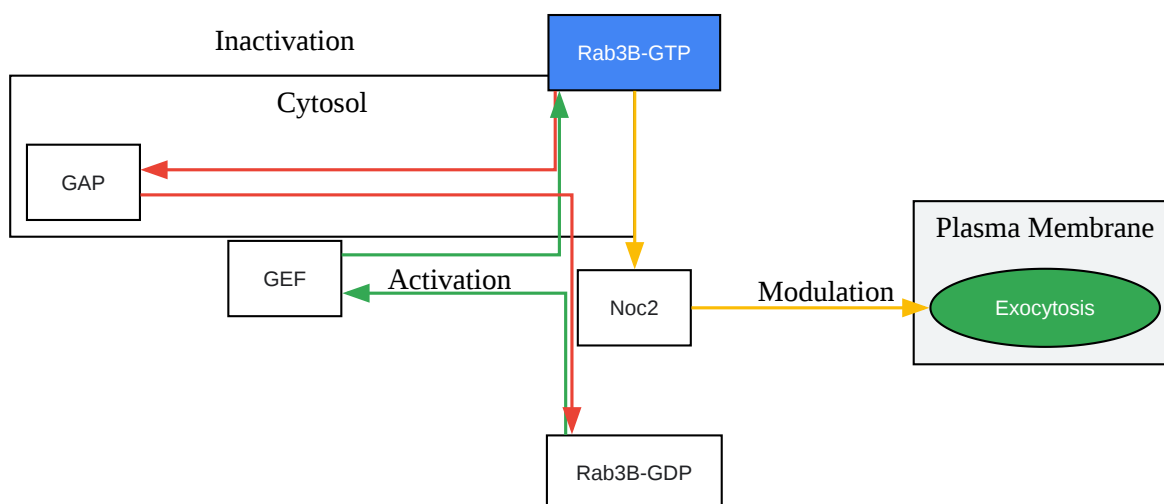 Inactivation
Rab3B-GTP
Cytosol
GAP
Plasma Membrane
GEF
Activation
Noc2
Modulation
Exocytosis
Rab3B-GDP